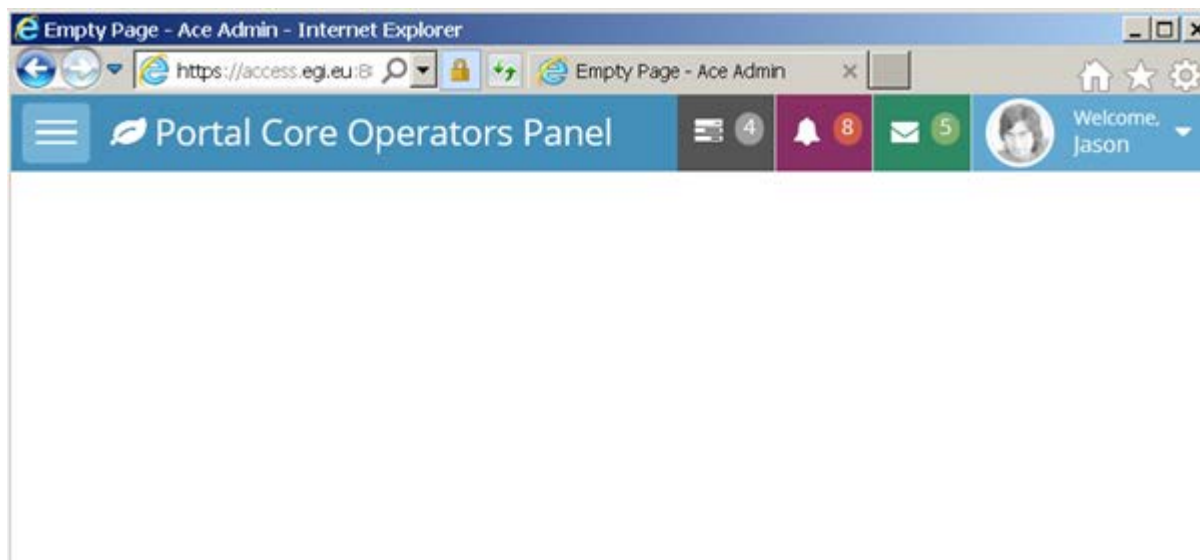 Empty Page - Ace Admin - Internet Explorer
https://access.egi.eu:8 Empty Page - Ace Admin
Portal Core Operators Panel 4 8 5 Welcome,
Jason